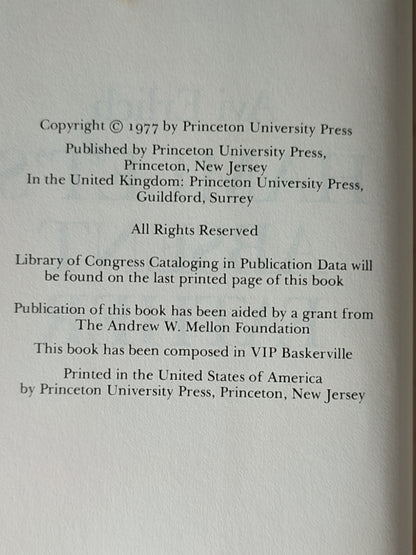 Copyright © 1977 by Princeton University Press
Published by Princeton University Press,
Princeton, New Jersey
In the United Kingdom: Princeton University Press,
Guildford, Surrey
All Rights Reserved
Library of Congress Cataloging in Publication Data will
be found on the last printed page of this book
Publication of this book has been aided by a grant from
The Andrew W. Mellon Foundation
This book has been composed in VIP Baskerville
Printed in the United States of America
by Princeton University Press, Princeton, New Jersey